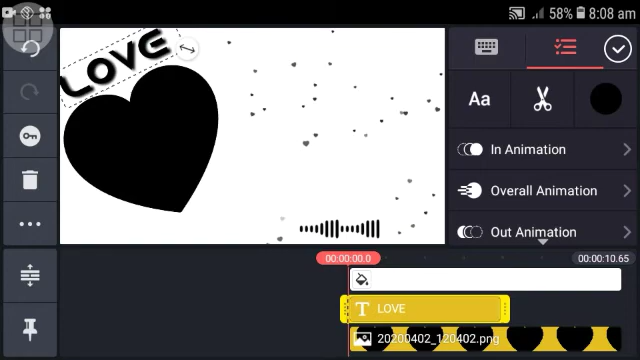 58% 8:08 am
LOVE
Aa
In Animation
Overall Animation
Out Animation
00:00:00.0
00:00:10.65
T LOVE
20200402_120402.png